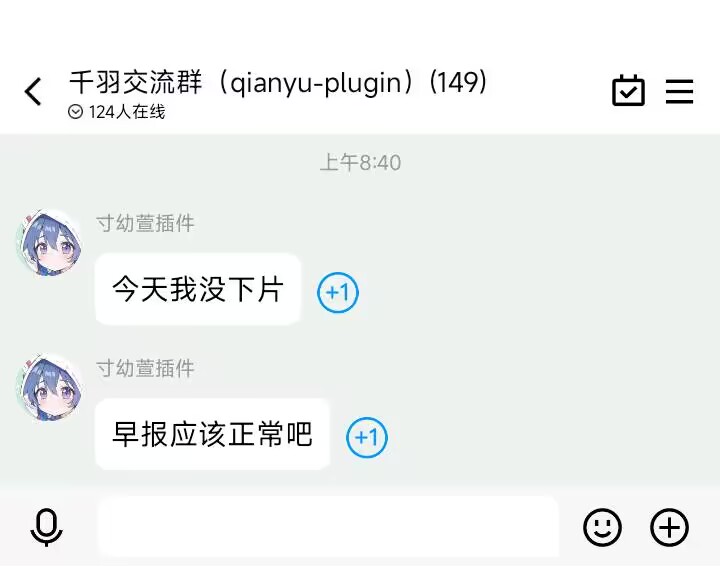 千羽交流群（qianyu-plugin）(149)
124人在线
上午8:40
寸幼萱插件
今天我没下片
+1
寸幼萱插件
早报应该正常吧
+1